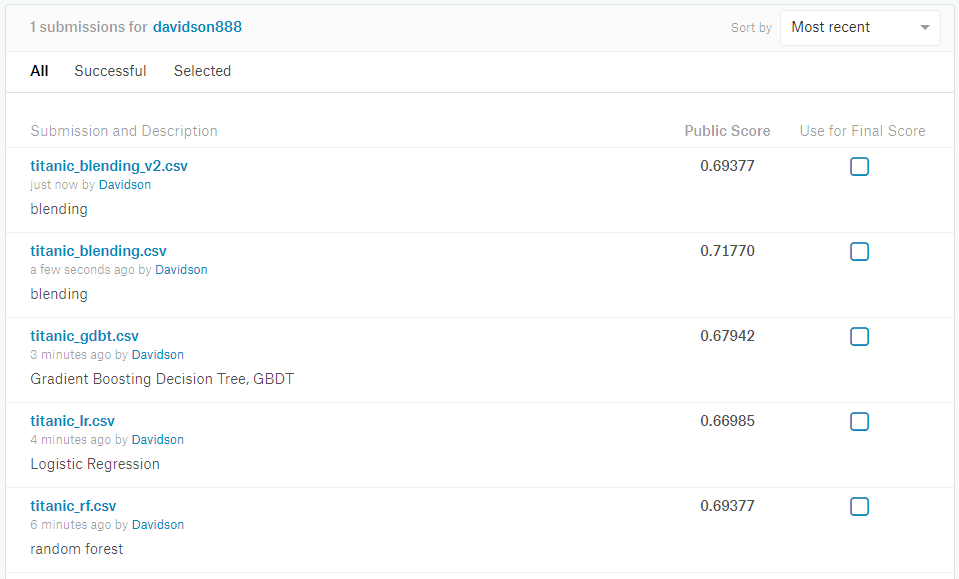 1 submissions for davidson888
Sort by Most recent
All Successful Selected
Submission and Description Public Score Use for Final Score
titanic_blending_v2.csv 0.69377
just now by Davidson
blending
titanic_blending.csv 0.71770
a few seconds ago by Davidson
blending
titanic_gdbt.csv 0.67942
3 minutes ago by Davidson
Gradient Boosting Decision Tree, GBDT
titanic_lr.csv 0.66985
4 minutes ago by Davidson
Logistic Regression
titanic_rf.csv 0.69377
6 minutes ago by Davidson
random forest